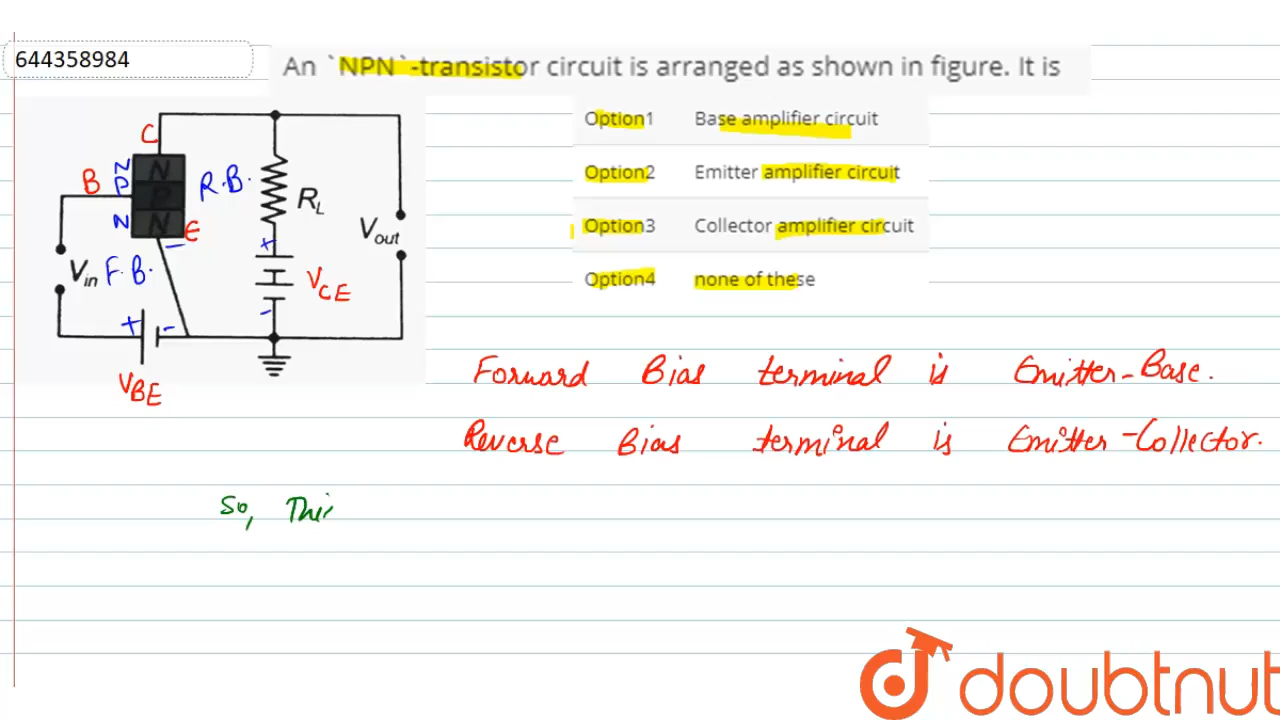 644358984
An `NPN`-transistor circuit is arranged as shown in figure. It is
Option1 Base amplifier circuit
Option2 Emitter amplifier circuit
Option3 Collector amplifier circuit
Option4 none of these
C
N
N
R.B.
B
P
P
R_L
N
N
E
V_out
–
+
V_in
F.B.
V_CE
+
-
-
V_BE
Forward Bias terminal is Emitter-Base.
Reverse Bias terminal is Emitter-Collector.
So, This
doubtnut